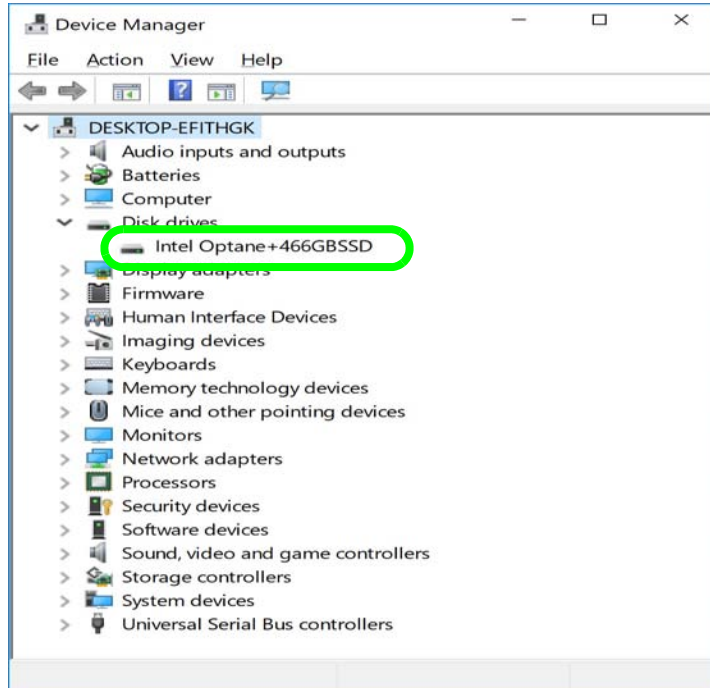 Device Manager
File Action View Help
DESKTOP-EFITHGK
Audio inputs and outputs
Batteries
Computer
Disk drives
Intel Optane+466GBSSD
Display adapters
Firmware
Human Interface Devices
Imaging devices
Keyboards
Memory technology devices
Mice and other pointing devices
Monitors
Network adapters
Processors
Security devices
Software devices
Sound, video and game controllers
Storage controllers
System devices
Universal Serial Bus controllers